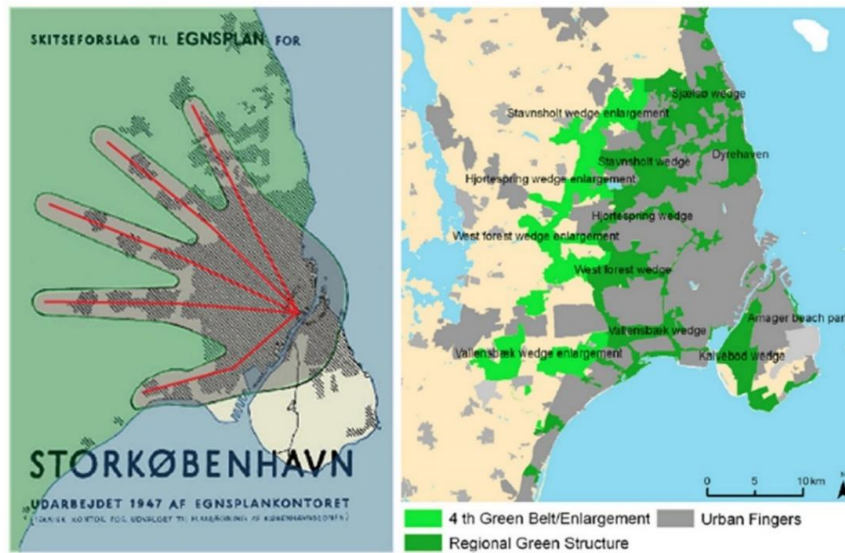 SKITSEFORSLAG TIL EGNSPLAN FOR
STORKØBENHAVN
UDARBEJDET 1947 AF EGNSPLANKONTORET
Sjælsø wedge
Stavnsholt wedge enlargement
Stavnsholt wedge
Dyrehaven
Hjortespring wedge enlargement
Hjortespring wedge
West forest wedge enlargement
West forest wedge
Amager beach par
Vallensbæk wedge
Vallensbæk wedge enlargement
Kalvebod wedge
0 5 10 km
4 th Green Belt/Enlargement
Urban Fingers
Regional Green Structure